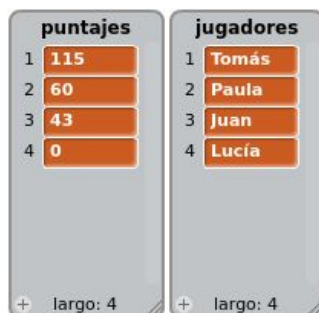 puntajes
1 115
2 60
3 43
4 0
+ largo: 4
jugadores
1 Tomás
2 Paula
3 Juan
4 Lucía
+ largo: 4